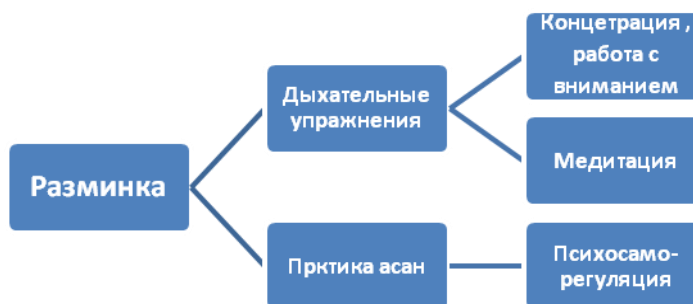 Разминка
Дыхательные
упражнения
Прктика асан
Концетрация ,
работа с
вниманием
Медитация
Психосамо-
регуляция